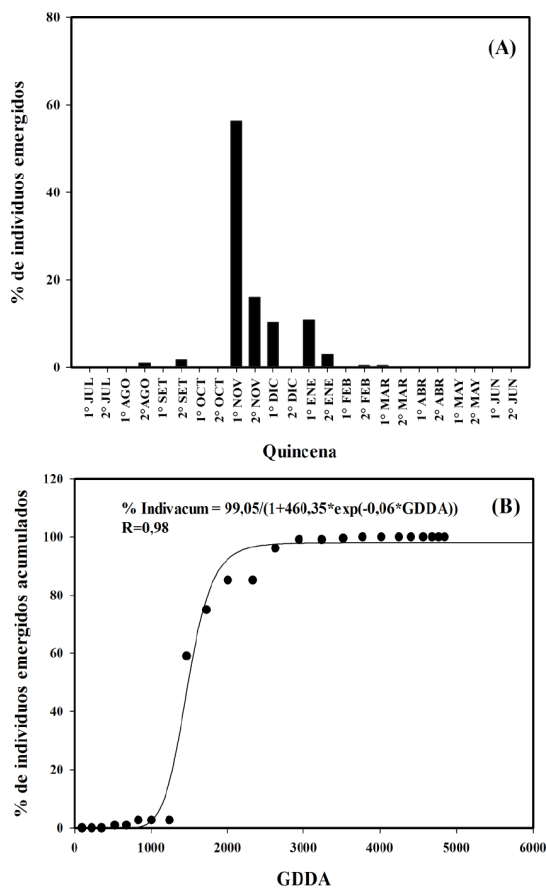 (A)
% de individuos emergidos
80
60
40
20
0
1° JUL
2° JUL
1° AGO
2° AGO
1° SET
2° SET
1° OCT
2° OCT
1° NOV
2° NOV
1° DIC
2° DIC
1° ENE
2° ENE
1° FEB
2° FEB
1° MAR
2° MAR
1° ABR
2° ABR
1° MAY
2° MAY
1° JUN
2° JUN
Quincena
(B)
% Indivacum = 99,05/(1+460,35*exp(-0,06*GDDA))
R=0,98
% de individuos emergidos acumulados
120
100
80
60
40
20
0
0 1000 2000 3000 4000 5000 6000
GDDA